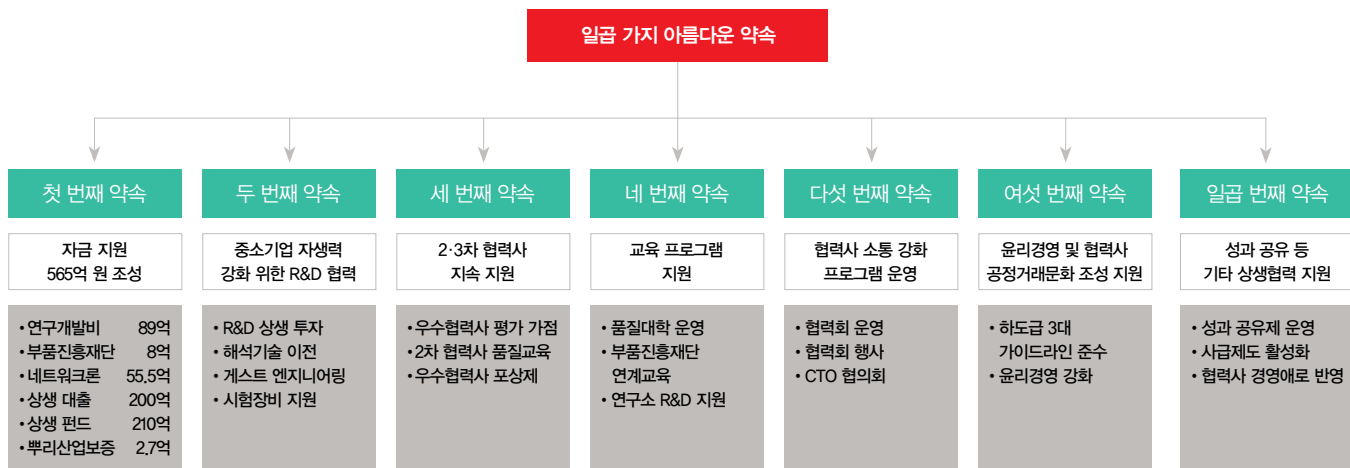 일곱 가지 아름다운 약속
첫 번째 약속
자금 지원
565억 원 조성
•연구개발비 89억
•부품진흥재단 8억
•네트워크론 55.5억
•상생 대출 200억
•상생 펀드 210억
•뿌리산업보증 2.7억
두 번째 약속
중소기업 자생력
강화 위한 R&D 협력
• R&D 상생 투자
• 해석기술 이전
• 게스트 엔지니어링
• 시험장비 지원
세 번째 약속
2·3차 협력사
지속 지원
•우수협력사 평가 가점
•2차 협력사 품질교육
•우수협력사 포상제
네 번째 약속
교육 프로그램
지원
• 품질대학 운영
• 부품진흥재단
연계교육
• 연구소 R&D 지원
다섯 번째 약속
협력사 소통 강화
프로그램 운영
• 협력회 운영
• 협력회 행사
• CTO 협의회
여섯 번째 약속
윤리경영 및 협력사
공정거래문화 조성 지원
• 하도급 3대
가이드라인 준수
• 윤리경영 강화
일곱 번째 약속
성과 공유 등
기타 상생협력 지원
• 성과 공유제 운영
• 사급제도 활성화
• 협력사 경영애로 반영